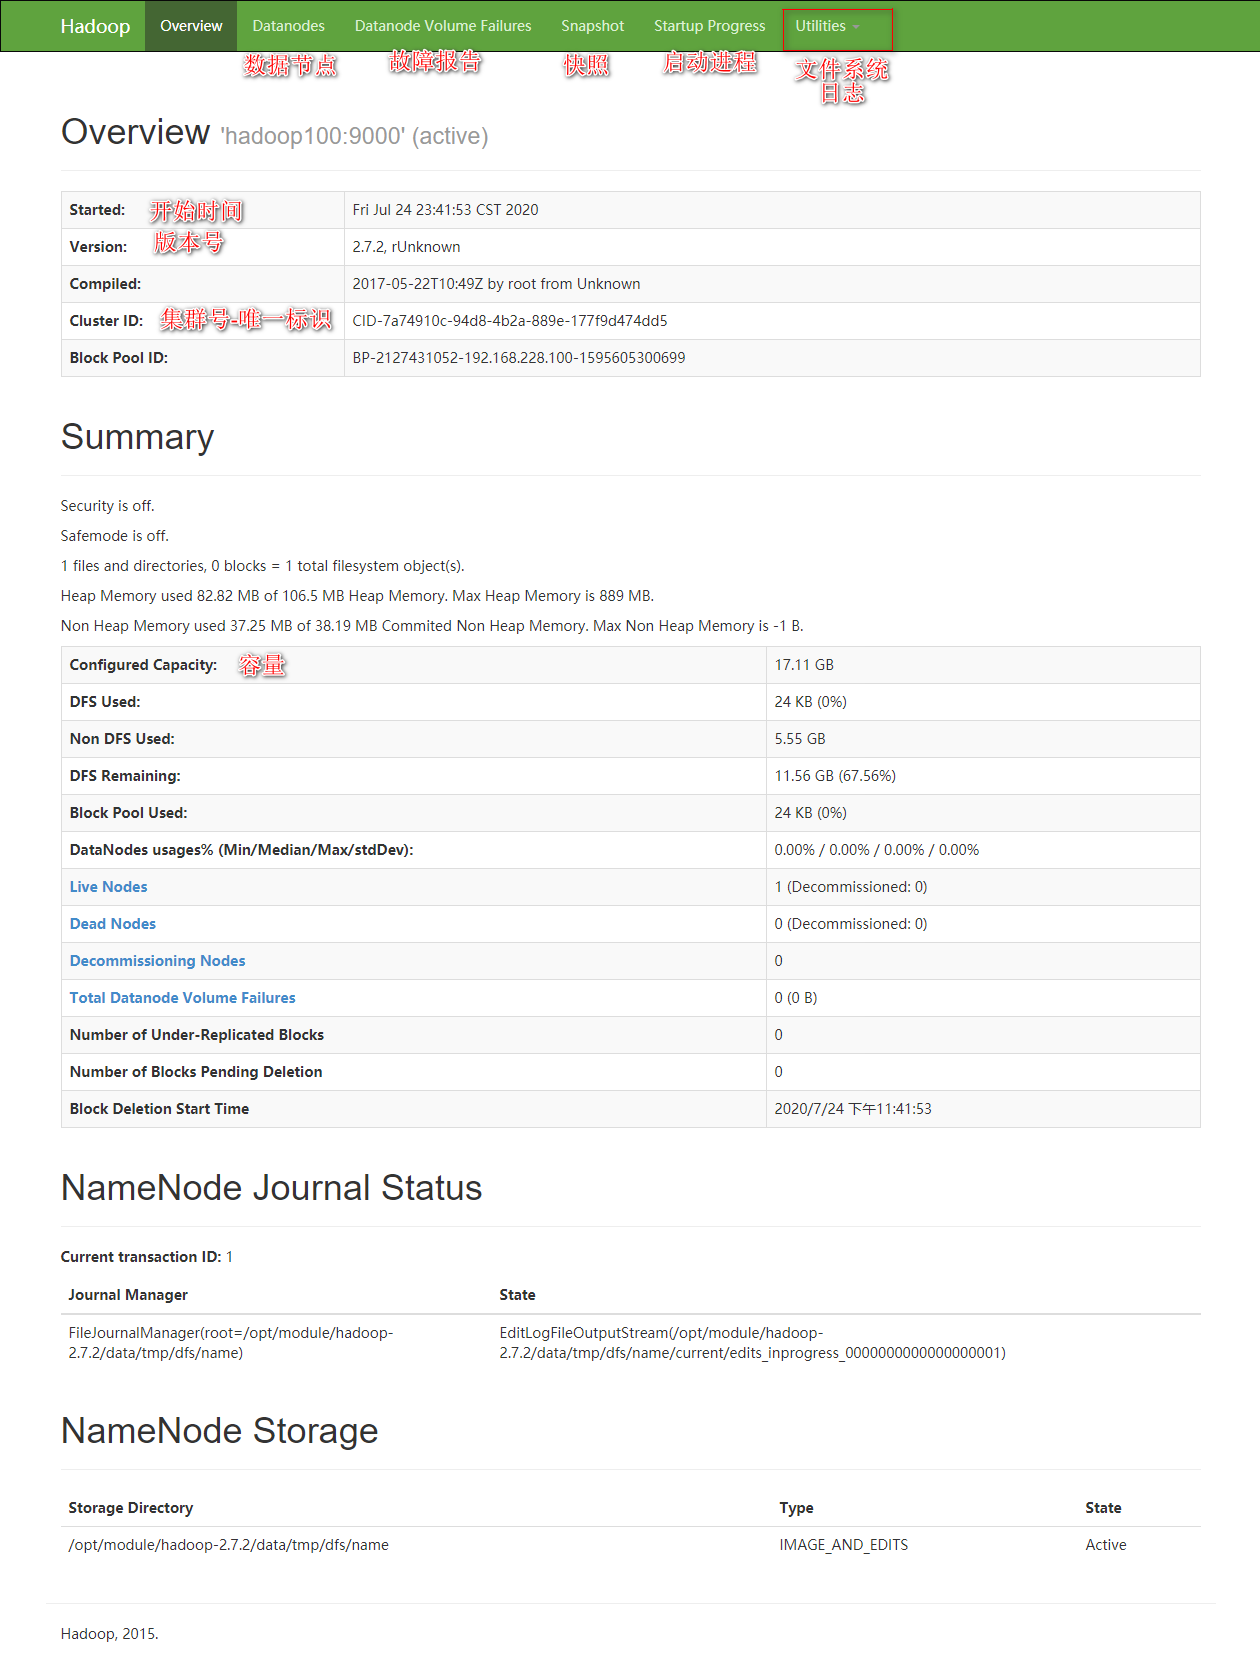 Hadoop Overview Datanodes Datanode Volume Failures Snapshot Startup Progress Utilities
数据节点 故障报告 快照 启动进程 文件系统
日志
Overview 'hadoop100:9000' (active)
Started: 开始时间 Fri Jul 24 23:41:53 CST 2020
Version: 版本号 2.7.2, rUnknown
Compiled: 2017-05-22T10:49Z by root from Unknown
Cluster ID: 集群号-唯一标识 CID-7a74910c-94d8-4b2a-889e-177f9d474dd5
Block Pool ID: BP-2127431052-192.168.228.100-1595605300699
Summary
Security is off.
Safemode is off.
1 files and directories, 0 blocks = 1 total filesystem object(s).
Heap Memory used 82.82 MB of 106.5 MB Heap Memory. Max Heap Memory is 889 MB.
Non Heap Memory used 37.25 MB of 38.19 MB Commited Non Heap Memory. Max Non Heap Memory is -1 B.
Configured Capacity: 容量 17.11 GB
DFS Used: 24 KB (0%)
Non DFS Used: 5.55 GB
DFS Remaining: 11.56 GB (67.56%)
Block Pool Used: 24 KB (0%)
DataNodes usages% (Min/Median/Max/stdDev): 0.00% / 0.00% / 0.00% / 0.00%
Live Nodes 1 (Decommissioned: 0)
Dead Nodes 0 (Decommissioned: 0)
Decommissioning Nodes 0
Total Datanode Volume Failures 0 (0 B)
Number of Under-Replicated Blocks 0
Number of Blocks Pending Deletion 0
Block Deletion Start Time 2020/7/24 下午11:41:53
NameNode Journal Status
Current transaction ID: 1
Journal Manager State
FileJournalManager(root=/opt/module/hadoop- EditLogFileOutputStream(/opt/module/hadoop-
2.7.2/data/tmp/dfs/name) 2.7.2/data/tmp/dfs/name/current/edits_inprogress_0000000000000000001)
NameNode Storage
Storage Directory Type State
/opt/module/hadoop-2.7.2/data/tmp/dfs/name IMAGE_AND_EDITS Active
Hadoop, 2015.